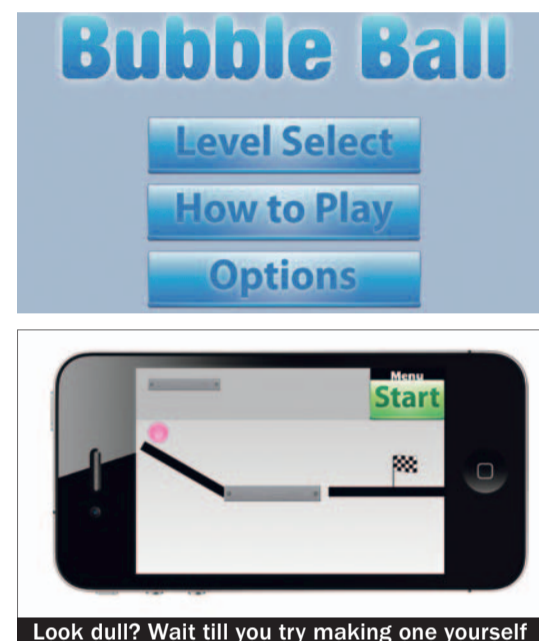 Bubble Ball
Level Select
How to Play
Options
Menu
Start
Look dull? Wait till you try making one yourself